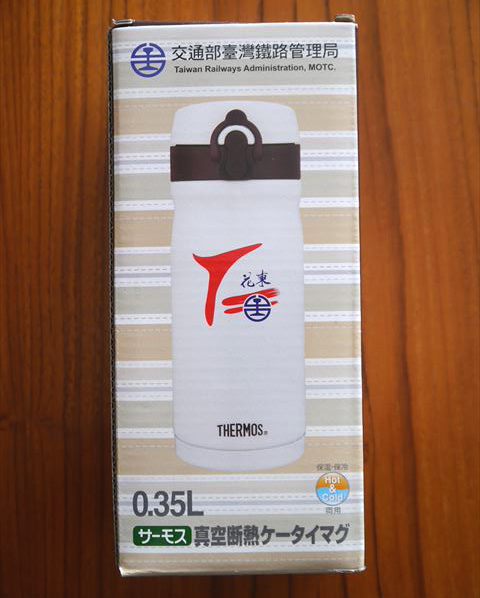 交通部臺灣鐵路管理局
Taiwan Railways Administration, MOTC.
花東
THERMOS®
保温·保冷
Hot
&
Cold
両用
0.35L
サーモス 真空断熱ケータイマグ